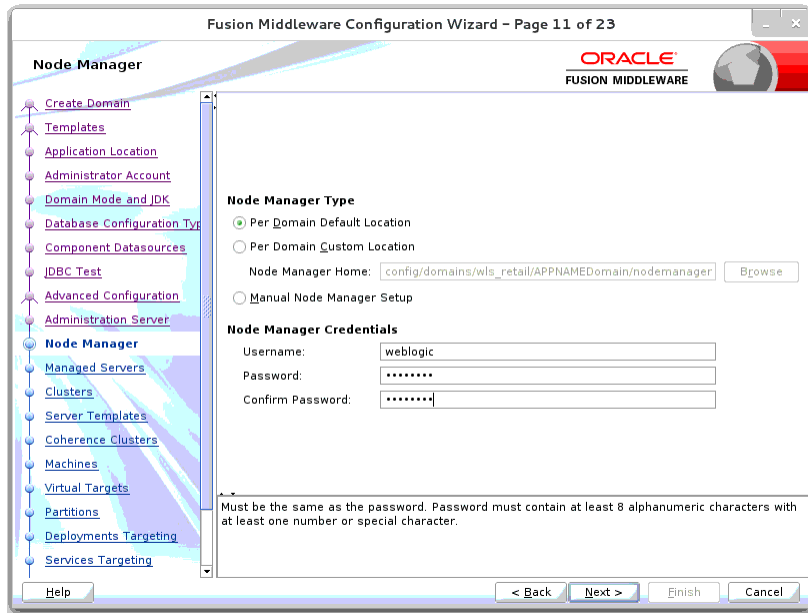 Fusion Middleware Configuration Wizard – Page 11 of 23
Node Manager
ORACLE
FUSION MIDDLEWARE
Create Domain
Templates
Application Location
Administrator Account
Domain Mode and JDK
Database Configuration Typ
Component Datasources
JDBC Test
Advanced Configuration
Administration Server
Node Manager
Managed Servers
Clusters
Server Templates
Coherence Clusters
Machines
Virtual Targets
Partitions
Deployments Targeting
Services Targeting
Node Manager Type
Per Domain Default Location
Per Domain Custom Location
Node Manager Home: config/domains/wls_retail/APPNAMEDomain/nodemanager Browse
Manual Node Manager Setup
Node Manager Credentials
Username: weblogic
Password: ••••••••
Confirm Password: ••••••••
Must be the same as the password. Password must contain at least 8 alphanumeric characters with
at least one number or special character.
Help < Back Next > Finish Cancel